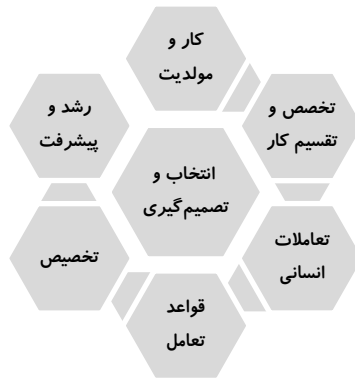 کار و
مولدیت
تخصص و
تقسیم کار
رشد و
پیشرفت
انتخاب و
تصمیم‌گیری
تعاملات
انسانی
تخصیص
قواعد
تعامل